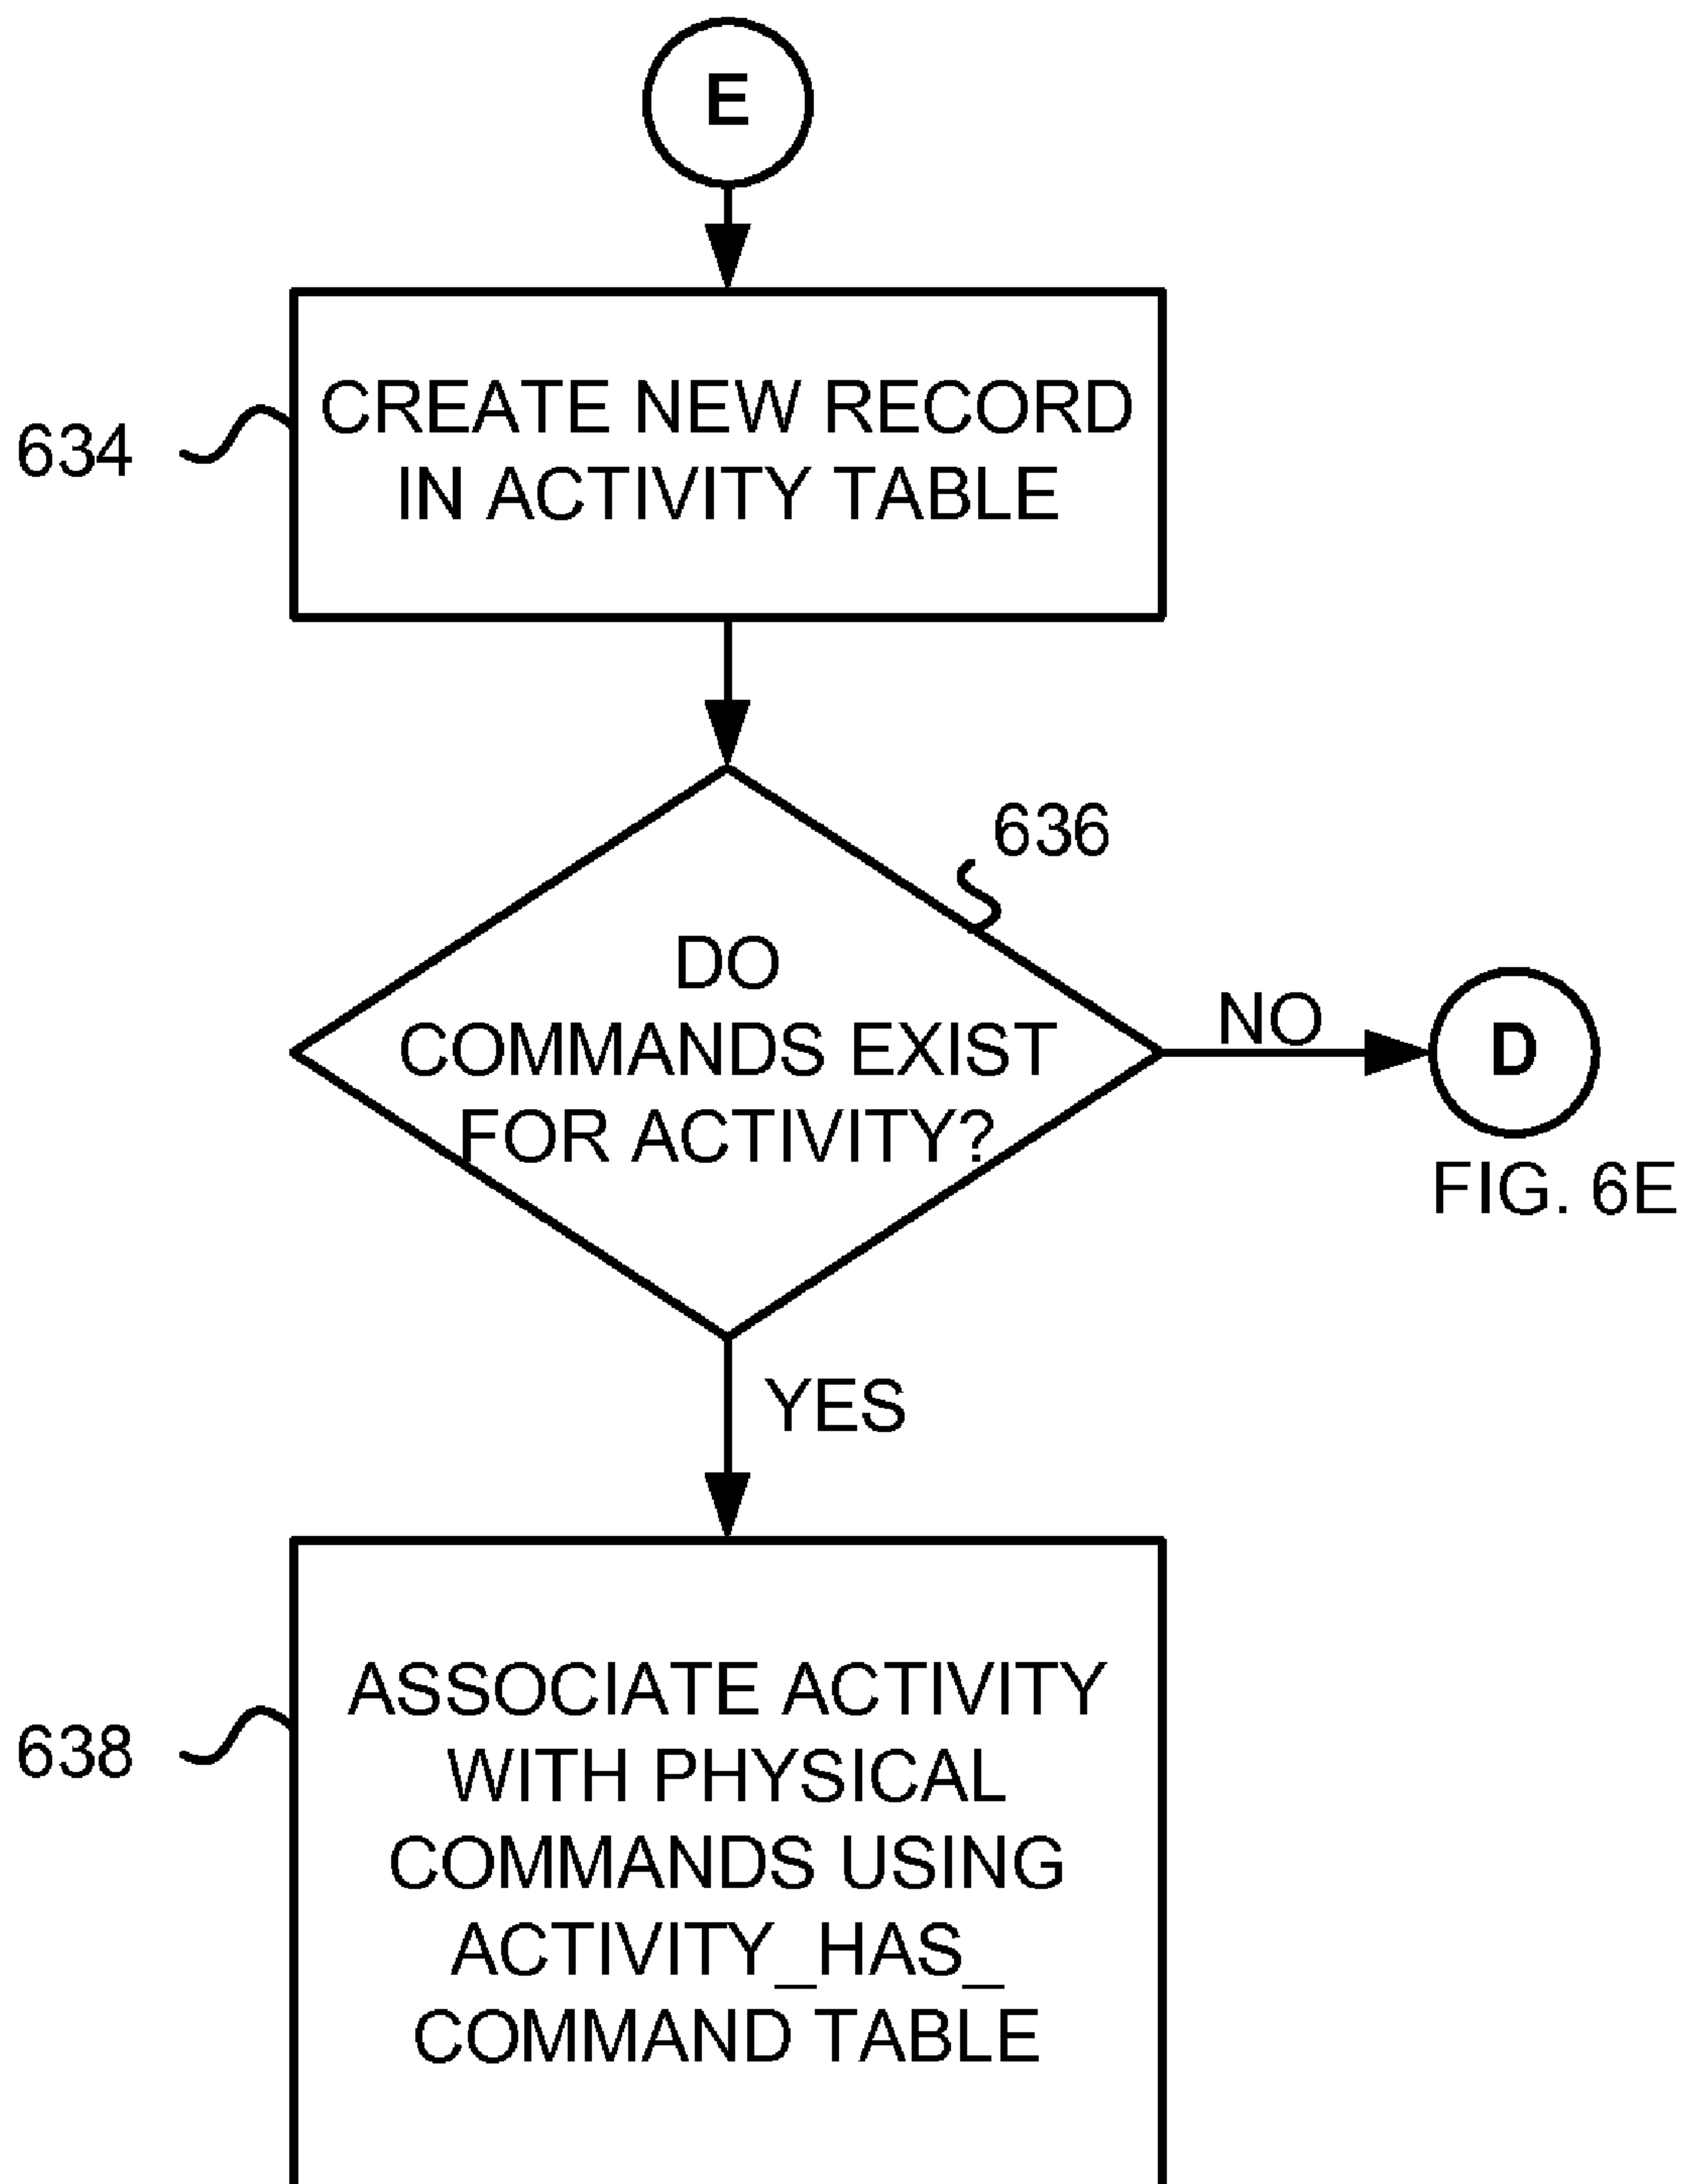 E
634
CREATE NEW RECORD
IN ACTIVITY TABLE
636
DO
COMMANDS EXIST
FOR ACTIVITY?
NO
D
FIG. 6E
YES
638
ASSOCIATE ACTIVITY
WITH PHYSICAL
COMMANDS USING
ACTIVITY_HAS_
COMMAND TABLE